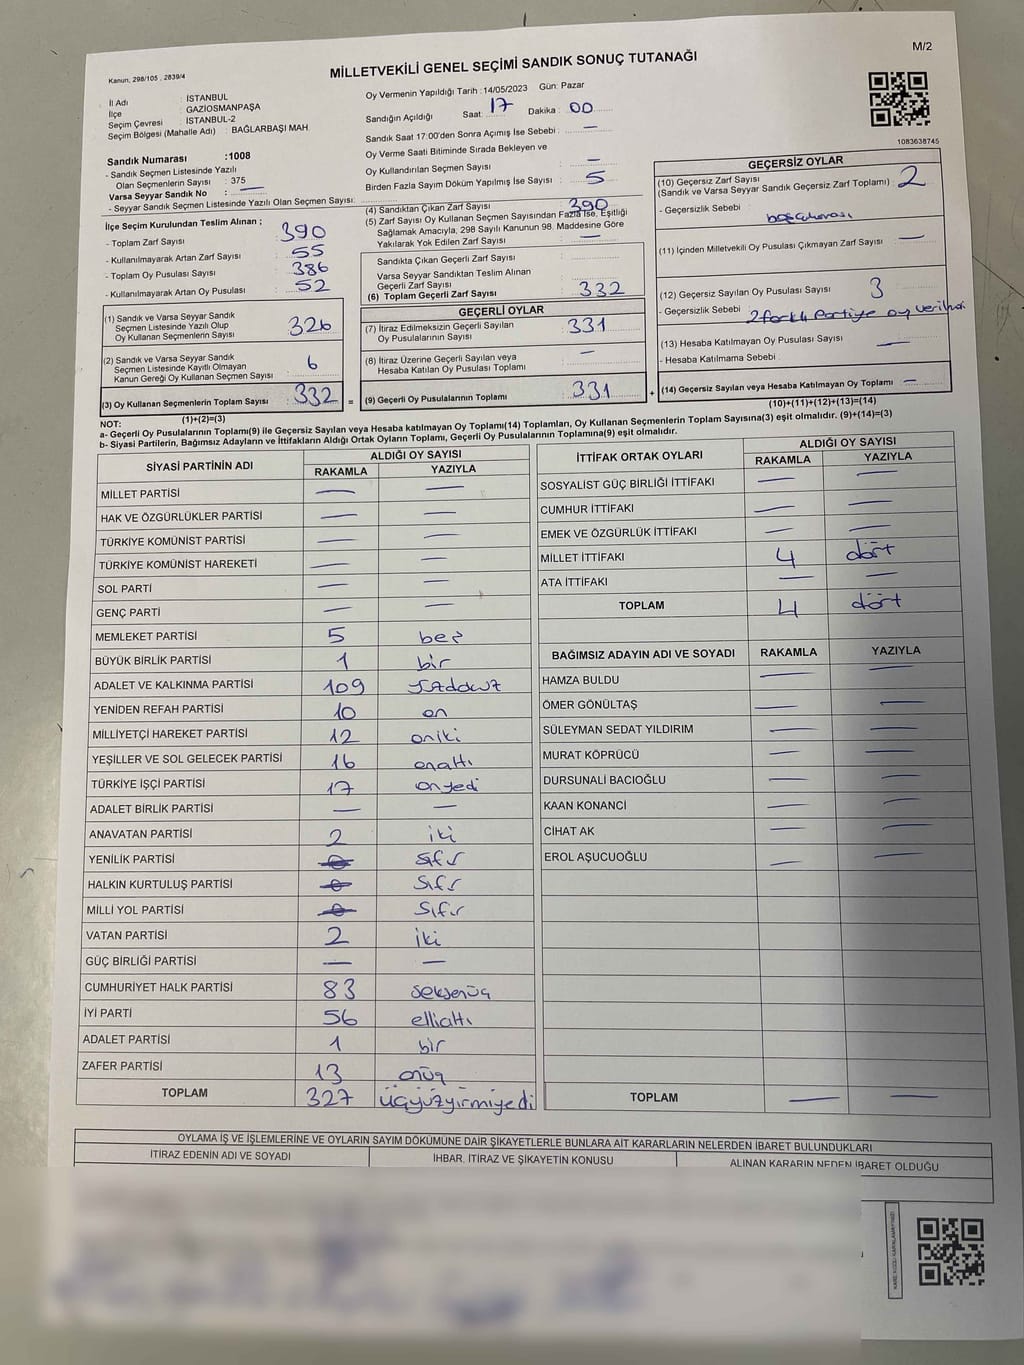 M/2
Kanun, 298/105 , 2839/4
MİLLETVEKİLİ GENEL SEÇİMİ SANDIK SONUÇ TUTANAĞI
İl Adı : İSTANBUL
İlçe : GAZİOSMANPAŞA
Seçim Çevresi : İSTANBUL-2
Seçim Bölgesi (Mahalle Adı) : BAĞLARBAŞI MAH.
Sandık Numarası :1008
- Sandık Seçmen Listesinde Yazılı
Olan Seçmenlerin Sayısı : 375
Varsa Seyyar Sandık No : —
- Seyyar Sandık Seçmen Listesinde Yazılı Olan Seçmen Sayısı:
İlçe Seçim Kurulundan Teslim Alınan ;
- Toplam Zarf Sayısı : 390
- Kullanılmayarak Artan Zarf Sayısı : 55
- Toplam Oy Pusulası Sayısı : 386
- Kullanılmayarak Artan Oy Pusulası : 52
(1) Sandık ve Varsa Seyyar Sandık
Seçmen Listesinde Yazılı Olup
Oy Kullanan Seçmenlerin Sayısı : 326
(2) Sandık ve Varsa Seyyar Sandık
Seçmen Listesinde Kayıtlı Olmayan
Kanun Gereği Oy Kullanan Seçmen Sayısı : 6
(3) Oy Kullanan Seçmenlerin Toplam Sayısı : 332 =
(1)+(2)=(3)
Oy Vermenin Yapıldığı Tarih :14/05/2023 Gün: Pazar
Sandığın Açıldığı Saat 17 Dakika : 00
Sandık Saat 17:00'den Sonra Açımış İse Sebebi : —
Oy Verme Saati Bitiminde Sırada Bekleyen ve
Oy Kullandırılan Seçmen Sayısı : —
Birden Fazla Sayım Döküm Yapılmış İse Sayısı : 5
(4) Sandıktan Çıkan Zarf Sayısı : 390
(5) Zarf Sayısı Oy Kullanan Seçmen Sayısından Fazla İse, Eşitliği
Sağlamak Amacıyla, 298 Sayılı Kanunun 98. Maddesine Göre
Yakılarak Yok Edilen Zarf Sayısı : —
Sandıkta Çıkan Geçerli Zarf Sayısı :
Varsa Seyyar Sandıktan Teslim Alınan
Geçerli Zarf Sayısı :
(6) Toplam Geçerli Zarf Sayısı : 332
GEÇERLİ OYLAR
(7) İtiraz Edilmeksizin Geçerli Sayılan
Oy Pusulalarının Sayısı : 331
(8) İtiraz Üzerine Geçerli Sayılan veya
Hesaba Katılan Oy Pusulası Toplamı : —
(9) Geçerli Oy Pusulalarının Toplamı : 331 +
1083638745
GEÇERSİZ OYLAR
(10) Geçersiz Zarf Sayısı
(Sandık ve Varsa Seyyar Sandık Geçersiz Zarf Toplamı) : 2
- Geçersizlik Sebebi :
(11) İçinden Milletvekili Oy Pusulası Çıkmayan Zarf Sayısı : —
(12) Geçersiz Sayılan Oy Pusulası Sayısı : 3
- Geçersizlik Sebebi : 2 farklı Partiye oy
(13) Hesaba Katılmayan Oy Pusulası Sayısı : —
- Hesaba Katılmama Sebebi :
(14) Geçersiz Sayılan veya Hesaba Katılmayan Oy Toplamı : —
(10)+(11)+(12)+(13)=(14)
NOT:
a- Geçerli Oy Pusulalarının Toplamı(9) ile Geçersiz Sayılan veya Hesaba katılmayan Oy Toplamı(14) Toplamları, Oy Kullanan Seçmenlerin Toplam Sayısına(3) eşit olmalıdır. (9)+(14)=(3)
b- Siyasi Partilerin, Bağımsız Adayların ve İttifakların Aldığı Ortak Oyların Toplamı, Geçerli Oy Pusulalarının Toplamına(9) eşit olmalıdır.
SİYASİ PARTİNİN ADI ALDIĞI OY SAYISI
RAKAMLA YAZIYLA
MİLLET PARTİSİ — —
HAK VE ÖZGÜRLÜKLER PARTİSİ — —
TÜRKİYE KOMÜNİST PARTİSİ — —
TÜRKİYE KOMÜNİST HAREKETİ — —
SOL PARTİ — —
GENÇ PARTİ — —
MEMLEKET PARTİSİ 5 beş
BÜYÜK BİRLİK PARTİSİ 1 bir
ADALET VE KALKINMA PARTİSİ 109
YENİDEN REFAH PARTİSİ 10 on
MİLLİYETÇİ HAREKET PARTİSİ 12 oniki
YEŞİLLER VE SOL GELECEK PARTİSİ 16 onaltı
TÜRKİYE İŞÇİ PARTİSİ 17 onyedi
ADALET BİRLİK PARTİSİ — —
ANAVATAN PARTİSİ 2 iki
YENİLİK PARTİSİ 0 sıfır
HALKIN KURTULUŞ PARTİSİ 0 Sıfır
MİLLİ YOL PARTİSİ 0 Sıfır
VATAN PARTİSİ 2 iki
GÜÇ BİRLİĞİ PARTİSİ — —
CUMHURİYET HALK PARTİSİ 83 seksenüç
İYİ PARTİ 56 ellialtı
ADALET PARTİSİ 1 bir
ZAFER PARTİSİ 13 onüç
TOPLAM 327 üçyüzyirmiyedi
İTTİFAK ORTAK OYLARI ALDIĞI OY SAYISI
RAKAMLA YAZIYLA
SOSYALİST GÜÇ BİRLİĞİ İTTİFAKI — —
CUMHUR İTTİFAKI — —
EMEK VE ÖZGÜRLÜK İTTİFAKI — —
MİLLET İTTİFAKI 4 dört
ATA İTTİFAKI — —
TOPLAM 4 dört
BAĞIMSIZ ADAYIN ADI VE SOYADI RAKAMLA YAZIYLA
HAMZA BULDU — —
ÖMER GÖNÜLTAŞ — —
SÜLEYMAN SEDAT YILDIRIM — —
MURAT KÖPRÜCÜ — —
DURSUNALİ BACIOĞLU — —
KAAN KONANCİ — —
CİHAT AK — —
EROL AŞUCUOĞLU — —
TOPLAM — —
OYLAMA İŞ VE İŞLEMLERİNE VE OYLARIN SAYIM DÖKÜMÜNE DAİR ŞİKAYETLERLE BUNLARA AİT KARARLARIN NELERDEN İBARET BULUNDUKLARI
İTİRAZ EDENİN ADI VE SOYADI İHBAR, İTİRAZ VE ŞİKAYETİN KONUSU ALINAN KARARIN NEDEN İBARET OLDUĞU